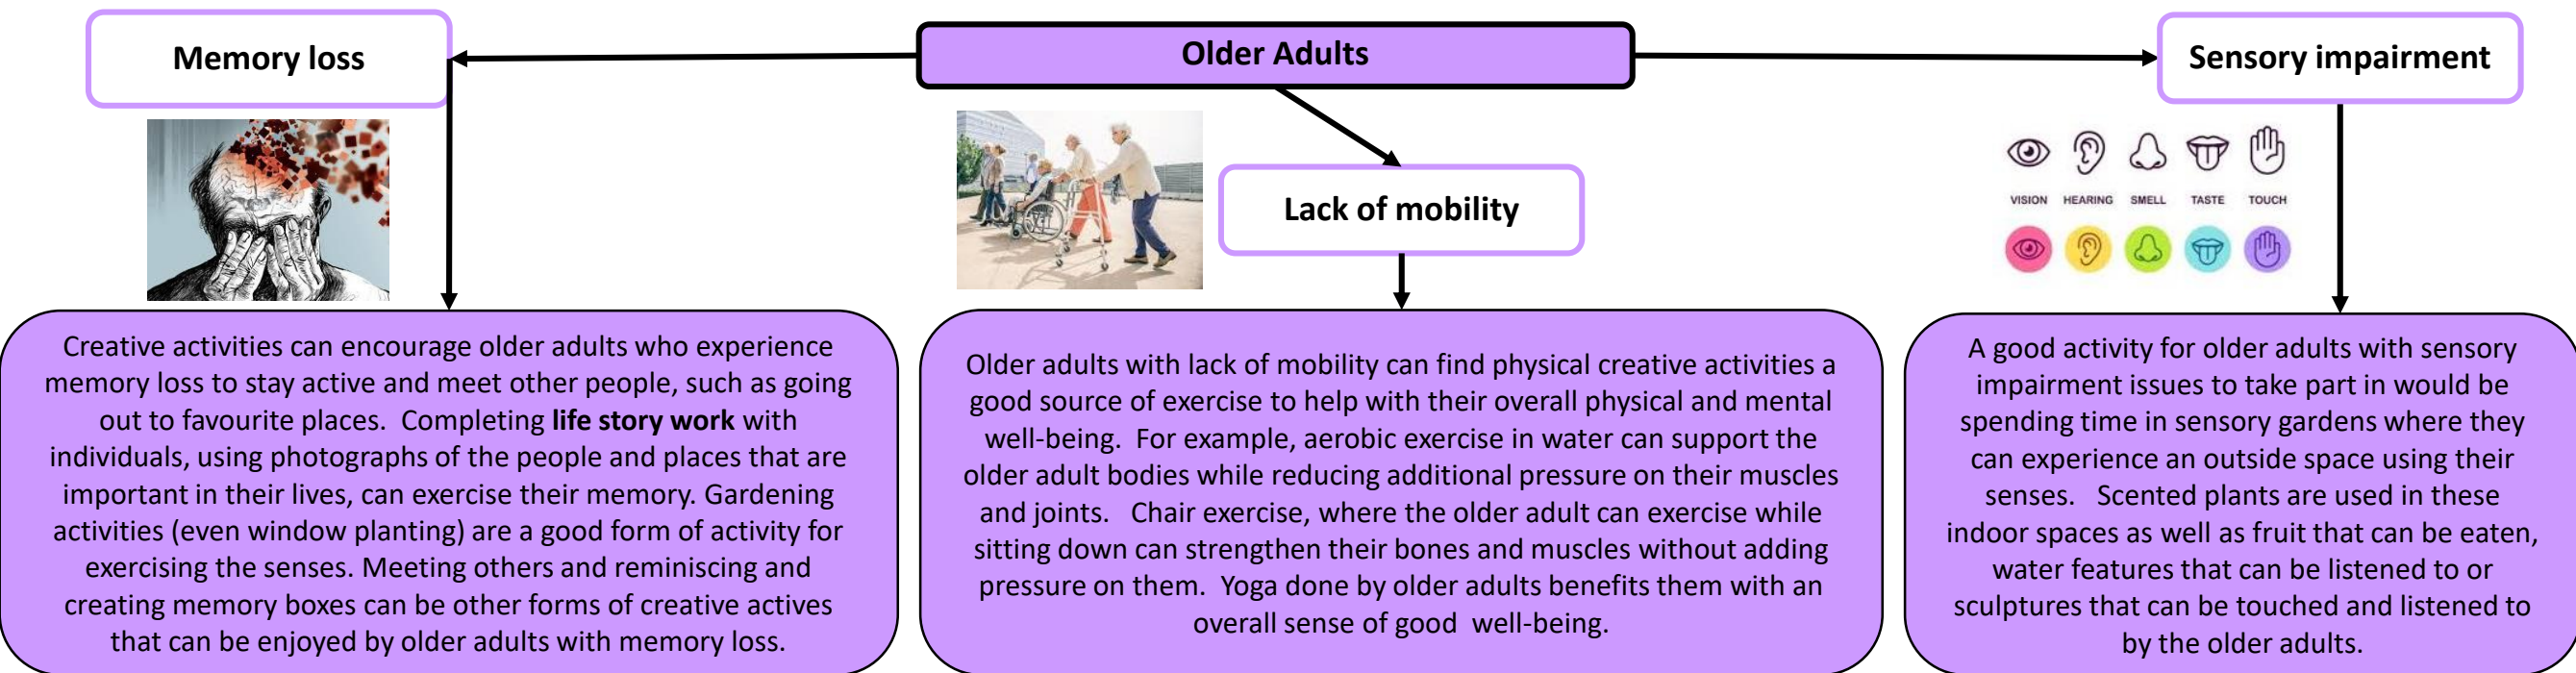 Older Adults
Memory loss
Creative activities can encourage older adults who experience
memory loss to stay active and meet other people, such as going
out to favourite places.  Completing life story work with
individuals, using photographs of the people and places that are
important in their lives, can exercise their memory. Gardening
activities (even window planting) are a good form of activity for
exercising the senses. Meeting others and reminiscing and
creating memory boxes can be other forms of creative actives
that can be enjoyed by older adults with memory loss.
Lack of mobility
Older adults with lack of mobility can find physical creative activities a
good source of exercise to help with their overall physical and mental
well-being.  For example, aerobic exercise in water can support the
older adult bodies while reducing additional pressure on their muscles
and joints.   Chair exercise, where the older adult can exercise while
sitting down can strengthen their bones and muscles without adding
pressure on them.  Yoga done by older adults benefits them with an
overall sense of good  well-being.
Sensory impairment
VISION HEARING SMELL TASTE TOUCH
A good activity for older adults with sensory
impairment issues to take part in would be
spending time in sensory gardens where they
can experience an outside space using their
senses.   Scented plants are used in these
indoor spaces as well as fruit that can be eaten,
water features that can be listened to or
sculptures that can be touched and listened to
by the older adults.